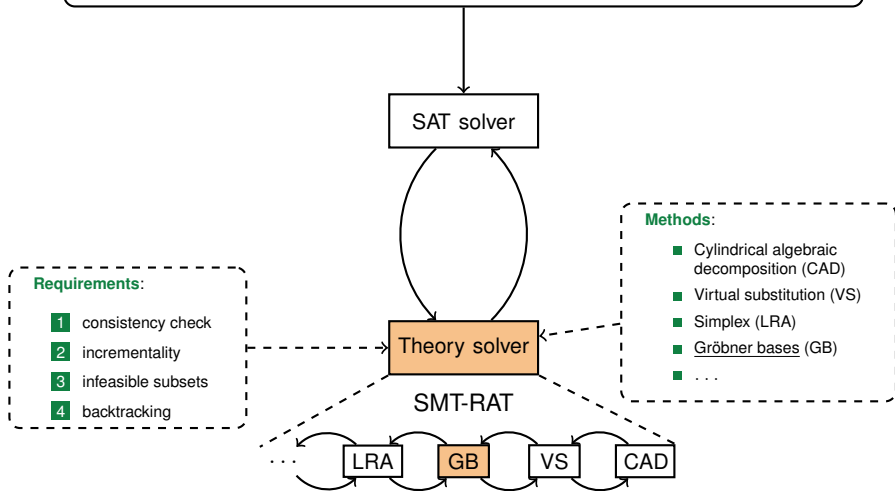 SAT solver
Methods:
Cylindrical algebraic
decomposition (CAD)
Virtual substitution (VS)
Simplex (LRA)
Gröbner bases (GB)
. . .
Requirements:
1 consistency check
2 incrementality
3 infeasible subsets
4 backtracking
Theory solver
SMT-RAT
. . . LRA GB VS CAD